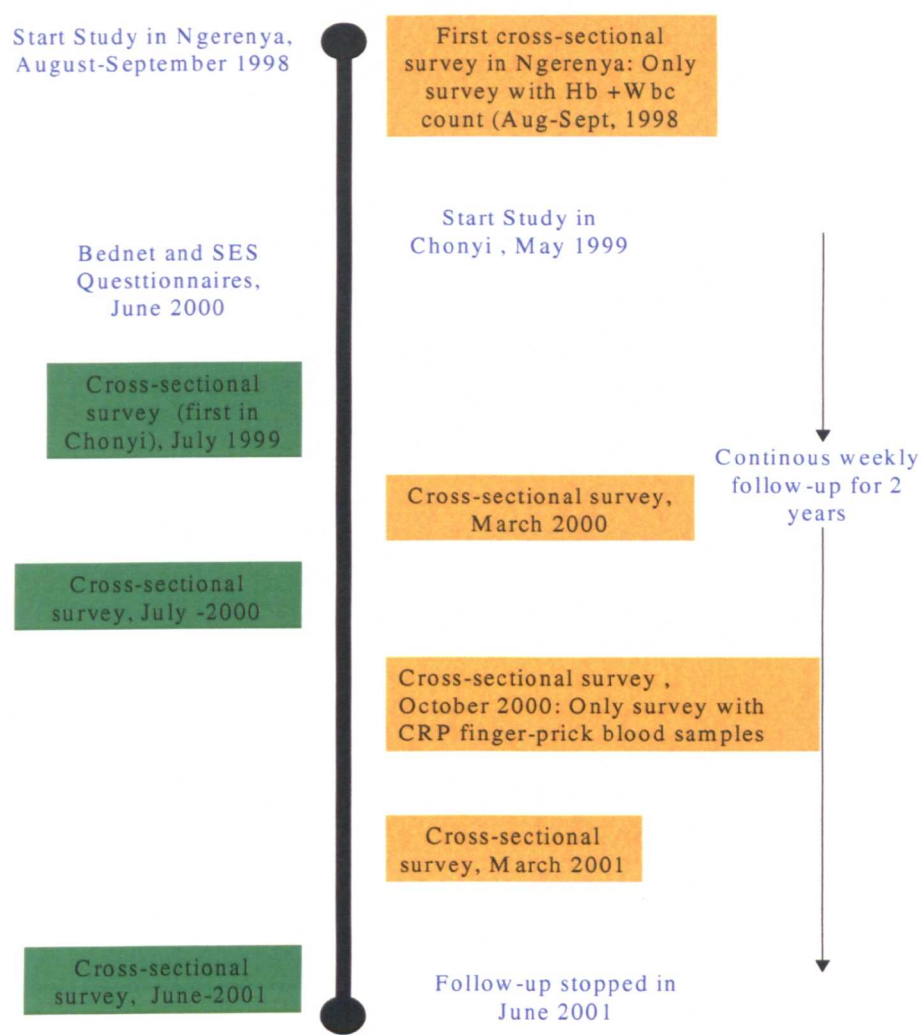 Start Study in Ngerenya,
August-September 1998
First cross-sectional
survey in Ngerenya: Only
survey with Hb +Wbc
count (Aug-Sept, 1998
Start Study in
Chonyi , May 1999
Bednet and SES
Questtionnaires,
June 2000
Cross-sectional
survey (first in
Chonyi), July 1999
Continous weekly
follow-up for 2
years
Cross-sectional survey,
March 2000
Cross-sectional
survey, July -2000
Cross-sectional survey ,
October 2000: Only survey with
CRP finger-prick blood samples
Cross-sectional
survey, March 2001
Cross-sectional
survey, June-2001
Follow-up stopped in
June 2001